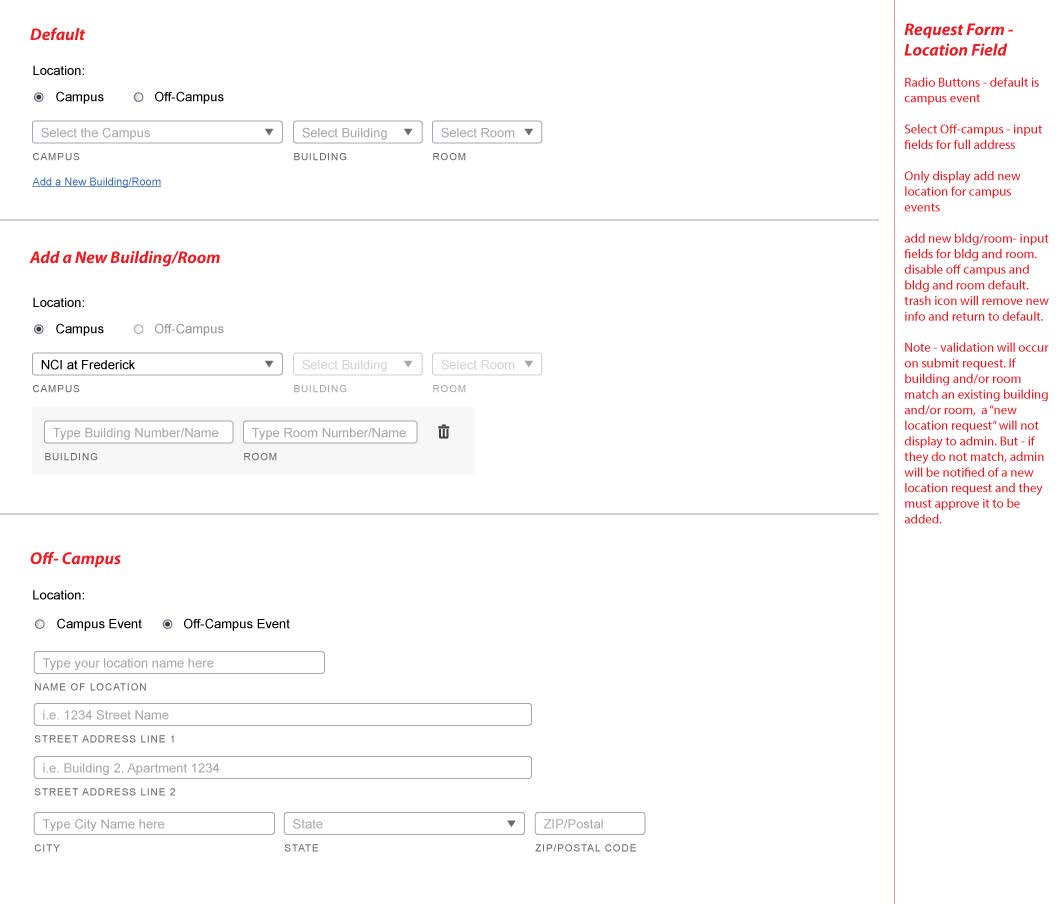 Default
Location:
Campus Off-Campus
Select the Campus Select Building Select Room
CAMPUS BUILDING ROOM
Add a New Building/Room
Add a New Building/Room
Location:
Campus Off-Campus
NCI at Frederick Select Building Select Room
CAMPUS BUILDING ROOM
Type Building Number/Name Type Room Number/Name
BUILDING ROOM
Off- Campus
Location:
Campus Event Off-Campus Event
Type your location name here
NAME OF LOCATION
i.e. 1234 Street Name
STREET ADDRESS LINE 1
i.e. Building 2, Apartment 1234
STREET ADDRESS LINE 2
Type City Name here State ZIP/Postal
CITY STATE ZIP/POSTAL CODE
Request Form -
Location Field
Radio Buttons - default is
campus event
Select Off-campus - input
fields for full address
Only display add new
location for campus
events
add new bldg/room- input
fields for bldg and room.
disable off campus and
bldg and room default.
trash icon will remove new
info and return to default.
Note - validation will occur
on submit request. If
building and/or room
match an existing building
and/or room,  a “new
location request” will not
display to admin. But - if
they do not match, admin
will be notified of a new
location request and they
must approve it to be
added.